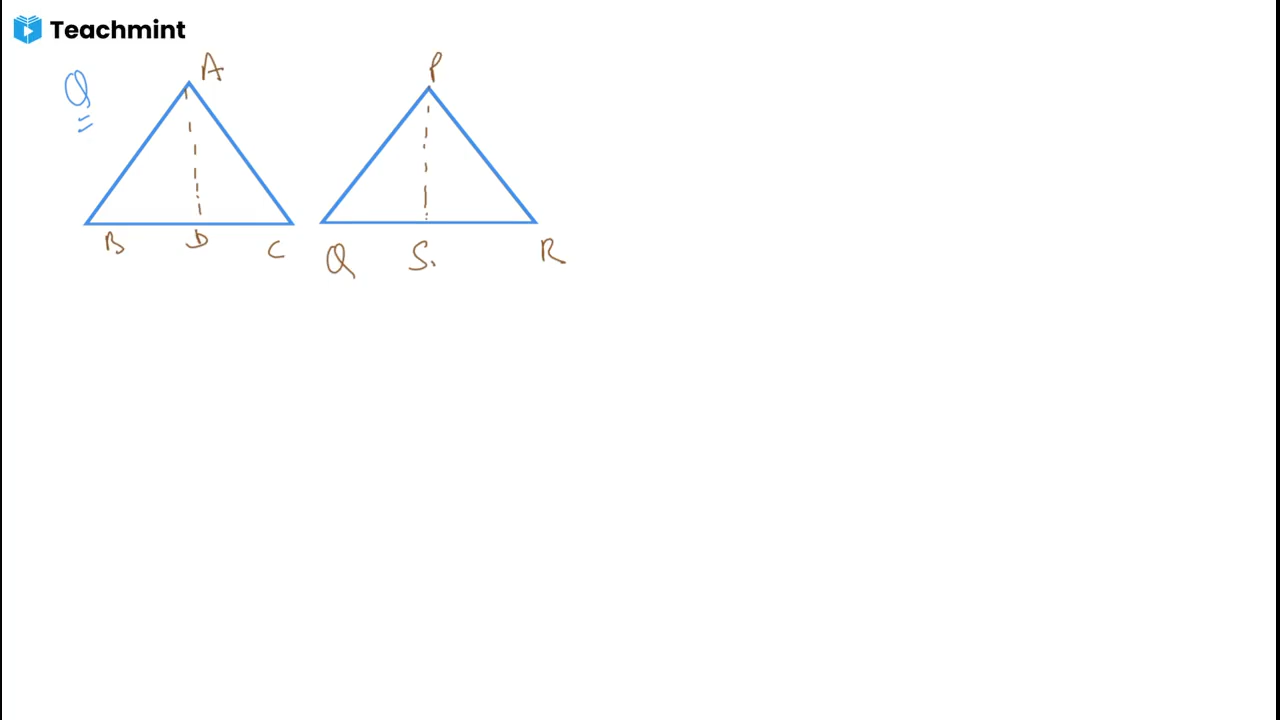 Teachmint
Q
A
P
B D C
Q S. R